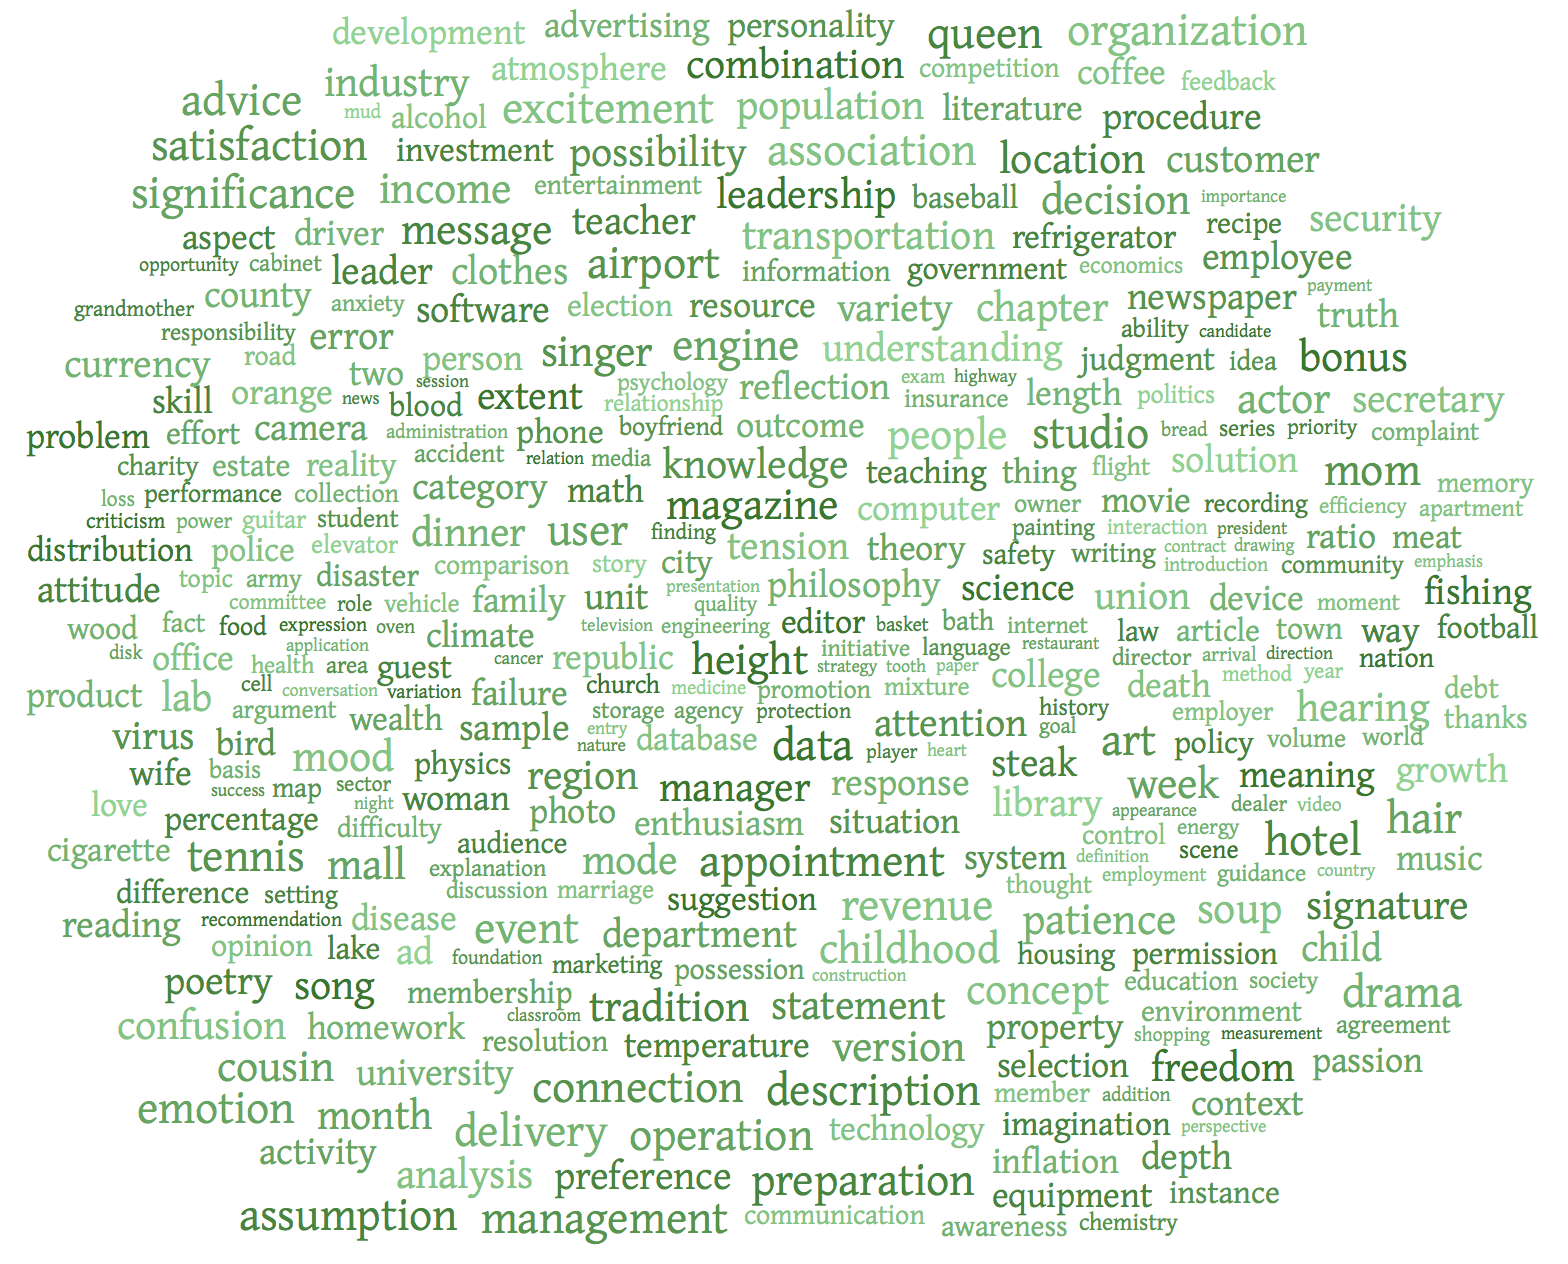 development advertising personality queen organization
industry atmosphere combination competition coffee feedback
advice mud alcohol excitement population literature procedure
satisfaction investment possibility association location customer
significance income entertainment leadership baseball decision importance
aspect driver message teacher transportation refrigerator recipe security
opportunity cabinet leader clothes airport information government economics employee
grandmother county anxiety software election resource variety chapter newspaper payment
responsibility error ability candidate truth
currency road person singer engine understanding judgment idea bonus
two session psychology reflection exam highway
skill orange news blood extent relationship insurance length politics actor secretary
problem effort camera administration phone boyfriend outcome people studio bread series priority complaint
charity estate reality accident relation media knowledge teaching thing flight solution mom
loss performance collection category math magazine computer owner movie recording efficiency memory
criticism power guitar student dinner user finding painting interaction president apartment
distribution police elevator tension theory safety writing contract drawing ratio meat
attitude topic army disaster comparison story city presentation philosophy science introduction community emphasis
committee role vehicle family unit quality union device moment fishing
wood fact food expression oven climate television engineering editor basket bath internet law article town way football
disk office application health area guest cancer republic height initiative language restaurant director arrival direction nation
strategy tooth paper
product lab cell conversation variation failure church medicine promotion mixture college death method year debt
argument wealth sample storage agency protection attention history employer hearing thanks
virus bird entry nature database data player heart goal art policy volume world
wife basis mood physics region manager response steak week meaning growth
success map sector
love night woman photo library appearance dealer video
percentage difficulty enthusiasm situation control energy hotel hair
cigarette tennis mall audience explanation mode appointment system definition scene music
difference setting discussion marriage suggestion thought employment guidance country
reading recommendation disease event department revenue patience soup signature
opinion lake ad foundation marketing possession childhood construction housing permission child
poetry song membership classroom tradition statement concept education society drama
confusion homework resolution temperature version property environment shopping measurement agreement
cousin university connection description selection freedom passion
emotion month member addition context
activity delivery operation technology imagination perspective
analysis preference preparation inflation depth
equipment instance
assumption management communication awareness chemistry